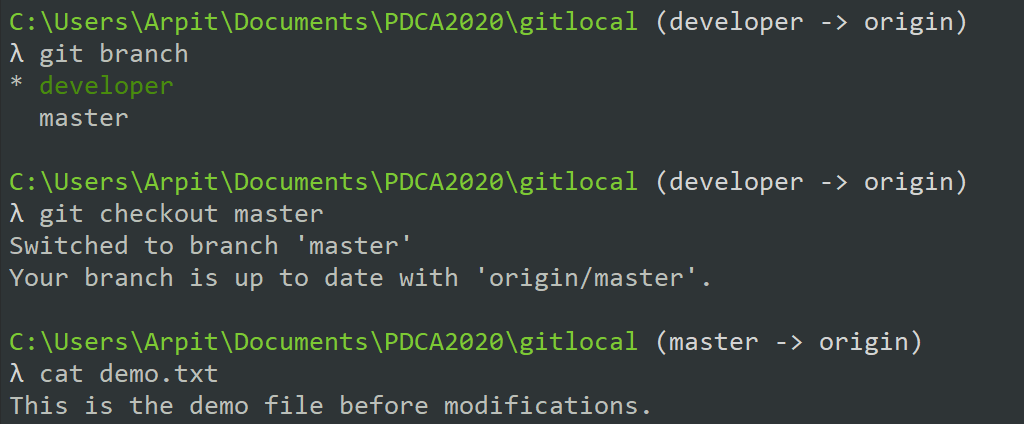 C:\Users\Arpit\Documents\PDCA2020\gitlocal (developer -> origin)
λ git branch
* developer
  master
C:\Users\Arpit\Documents\PDCA2020\gitlocal (developer -> origin)
λ git checkout master
Switched to branch 'master'
Your branch is up to date with 'origin/master'.
C:\Users\Arpit\Documents\PDCA2020\gitlocal (master -> origin)
λ cat demo.txt
This is the demo file before modifications.